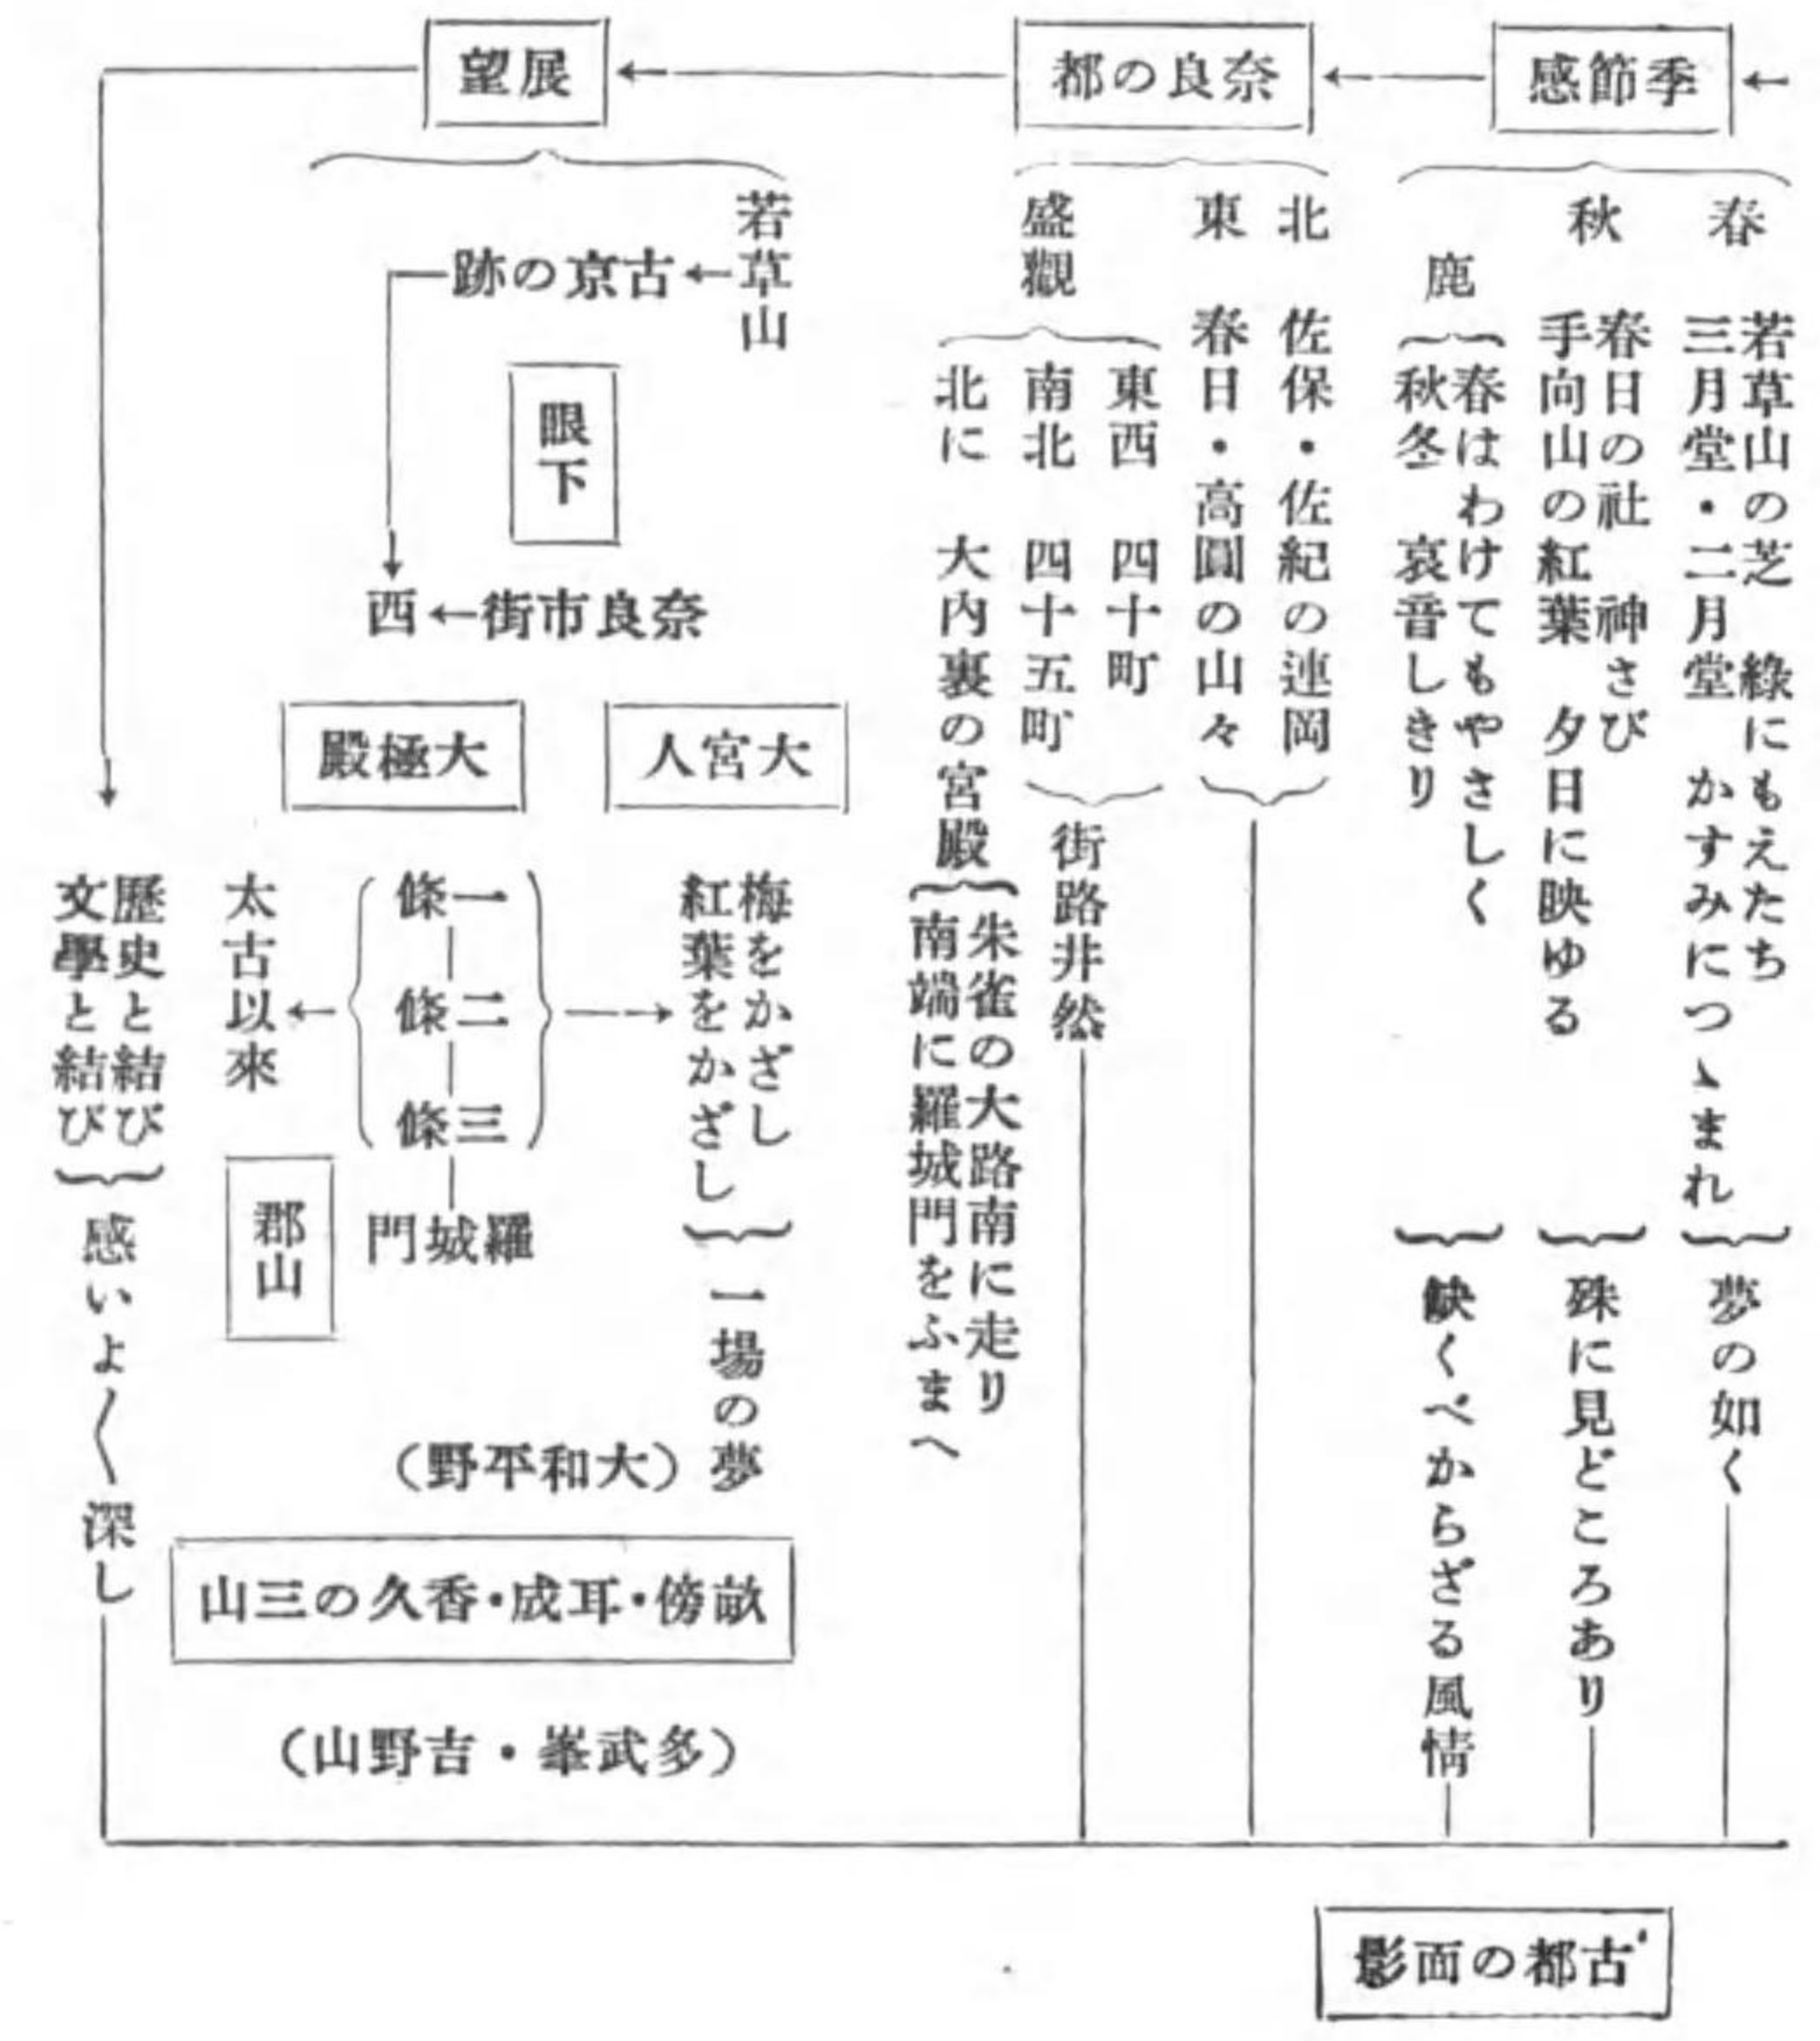 季節感
春
若草山の芝　綠にもえたち
三月堂・二月堂　かすみにつゝまれ
夢の如く
秋
春日の社　神さび
手向山の紅葉　夕日に映ゆる
殊に見どころあり
鹿
春はわけてもやさしく
秋冬　哀音しきり
缺くべからざる風情
奈良の都
北　佐保・佐紀の連岡
東　春日・高圓の山々
盛觀
東西　四十町
南北　四十五町
街路井然
北に　大内裏の宮殿
朱雀の大路南に走り
南端に羅城門をふまへ
展望
若草山
古京の跡
眼下
奈良市街
西
大宮人
梅をかざし
紅葉をかざし
一場の夢
大極殿
一條
二條
三條
羅城門
太古以來
郡山
（大和平野）
畝傍・耳成・香久の三山
（多武峯・吉野山）
歷史と結び
文學と結び
感いよ〱深し
古都の面影